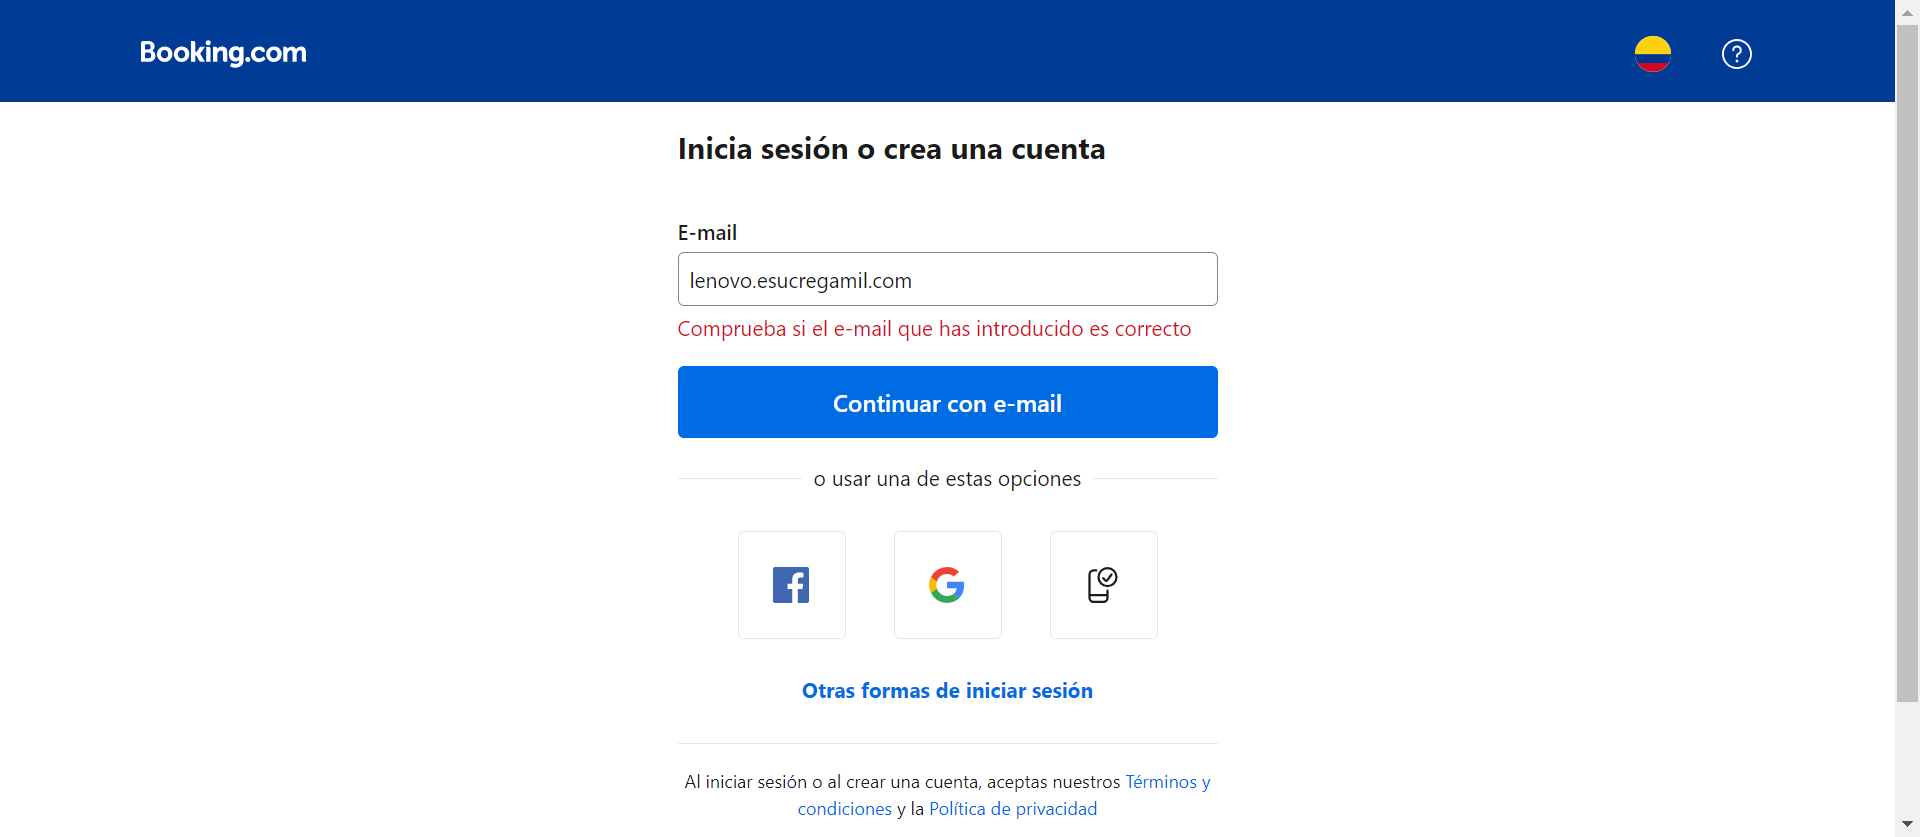 Booking.com
Inicia sesión o crea una cuenta
E-mail
lenovo.esucregamil.com
Comprueba si el e-mail que has introducido es correcto
Continuar con e-mail
o usar una de estas opciones
Otras formas de iniciar sesión
Al iniciar sesión o al crear una cuenta, aceptas nuestros Términos y
condiciones y la Política de privacidad